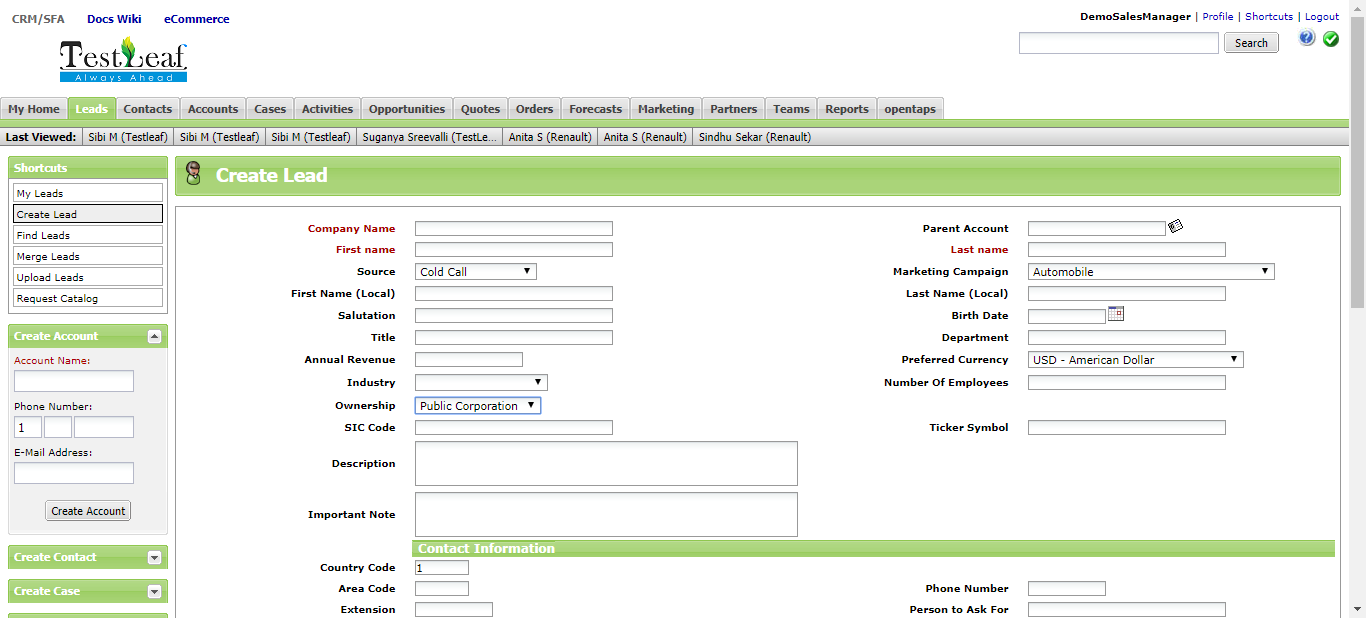 CRM/SFA Docs Wiki eCommerce
DemoSalesManager | Profile | Shortcuts | Logout
TestLeaf
Always Ahead
Search
My Home Leads Contacts Accounts Cases Activities Opportunities Quotes Orders Forecasts Marketing Partners Teams Reports opentaps
Last Viewed: Sibi M (Testleaf) Sibi M (Testleaf) Sibi M (Testleaf) Suganya Sreevalli (TestLe... Anita S (Renault) Anita S (Renault) Sindhu Sekar (Renault)
Shortcuts
My Leads
Create Lead
Find Leads
Merge Leads
Upload Leads
Request Catalog
Create Account
Account Name:
Phone Number:
1
E-Mail Address:
Create Account
Create Contact
Create Case
Create Lead
Company Name Parent Account
First name Last name
Source Cold Call Marketing Campaign Automobile
First Name (Local) Last Name (Local)
Salutation Birth Date
Title Department
Annual Revenue Preferred Currency USD - American Dollar
Industry Number Of Employees
Ownership Public Corporation
SIC Code Ticker Symbol
Description
Important Note
Contact Information
Country Code 1
Area Code Phone Number
Extension Person to Ask For